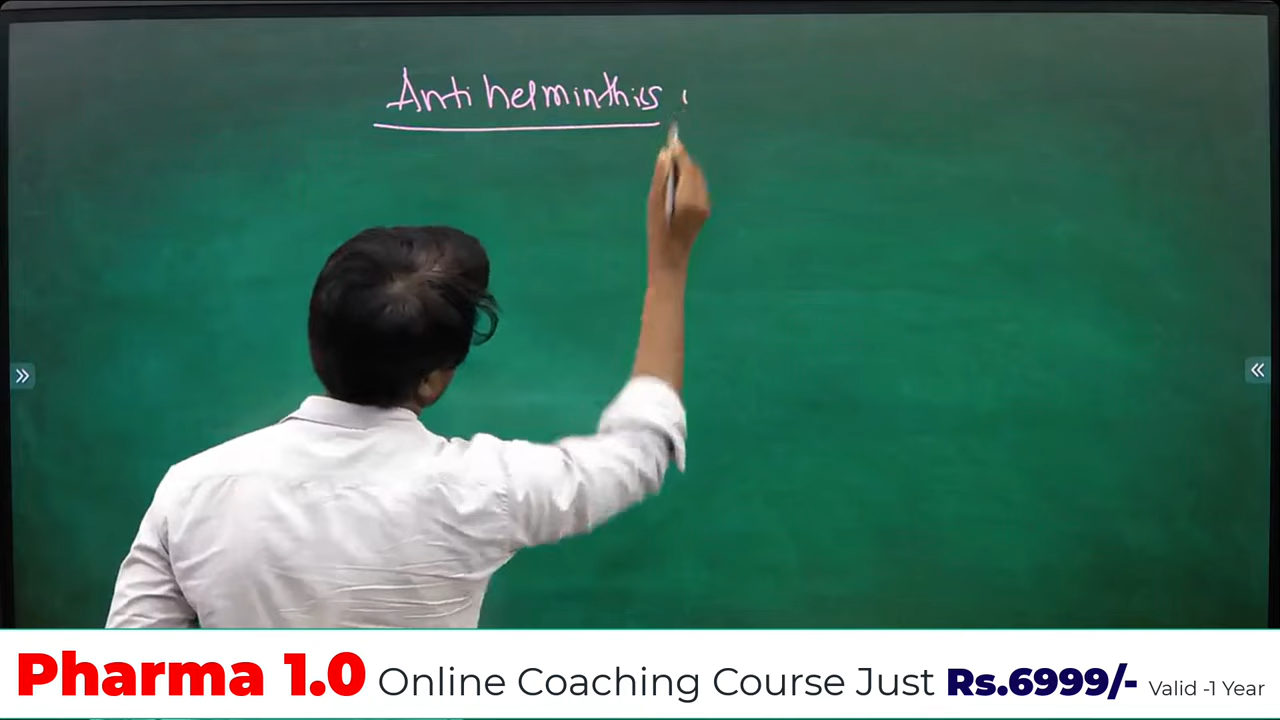 Antihelminthics :
Pharma 1.0 Online Coaching Course Just Rs.6999/- Valid -1 Year